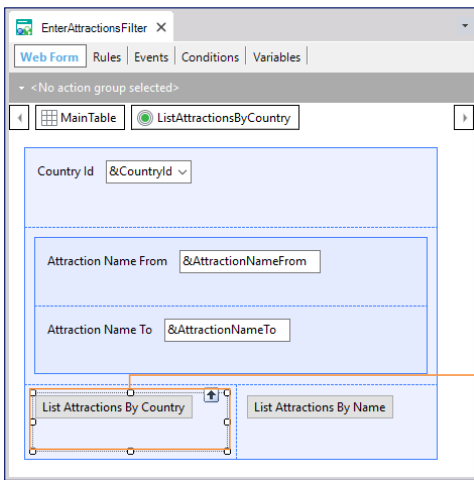 EnterAttractionsFilter
Web Form Rules Events Conditions Variables
<No action group selected>
MainTable ListAttractionsByCountry
Country Id &CountryId
Attraction Name From &AttractionNameFrom
Attraction Name To &AttractionNameTo
List Attractions By Country List Attractions By Name